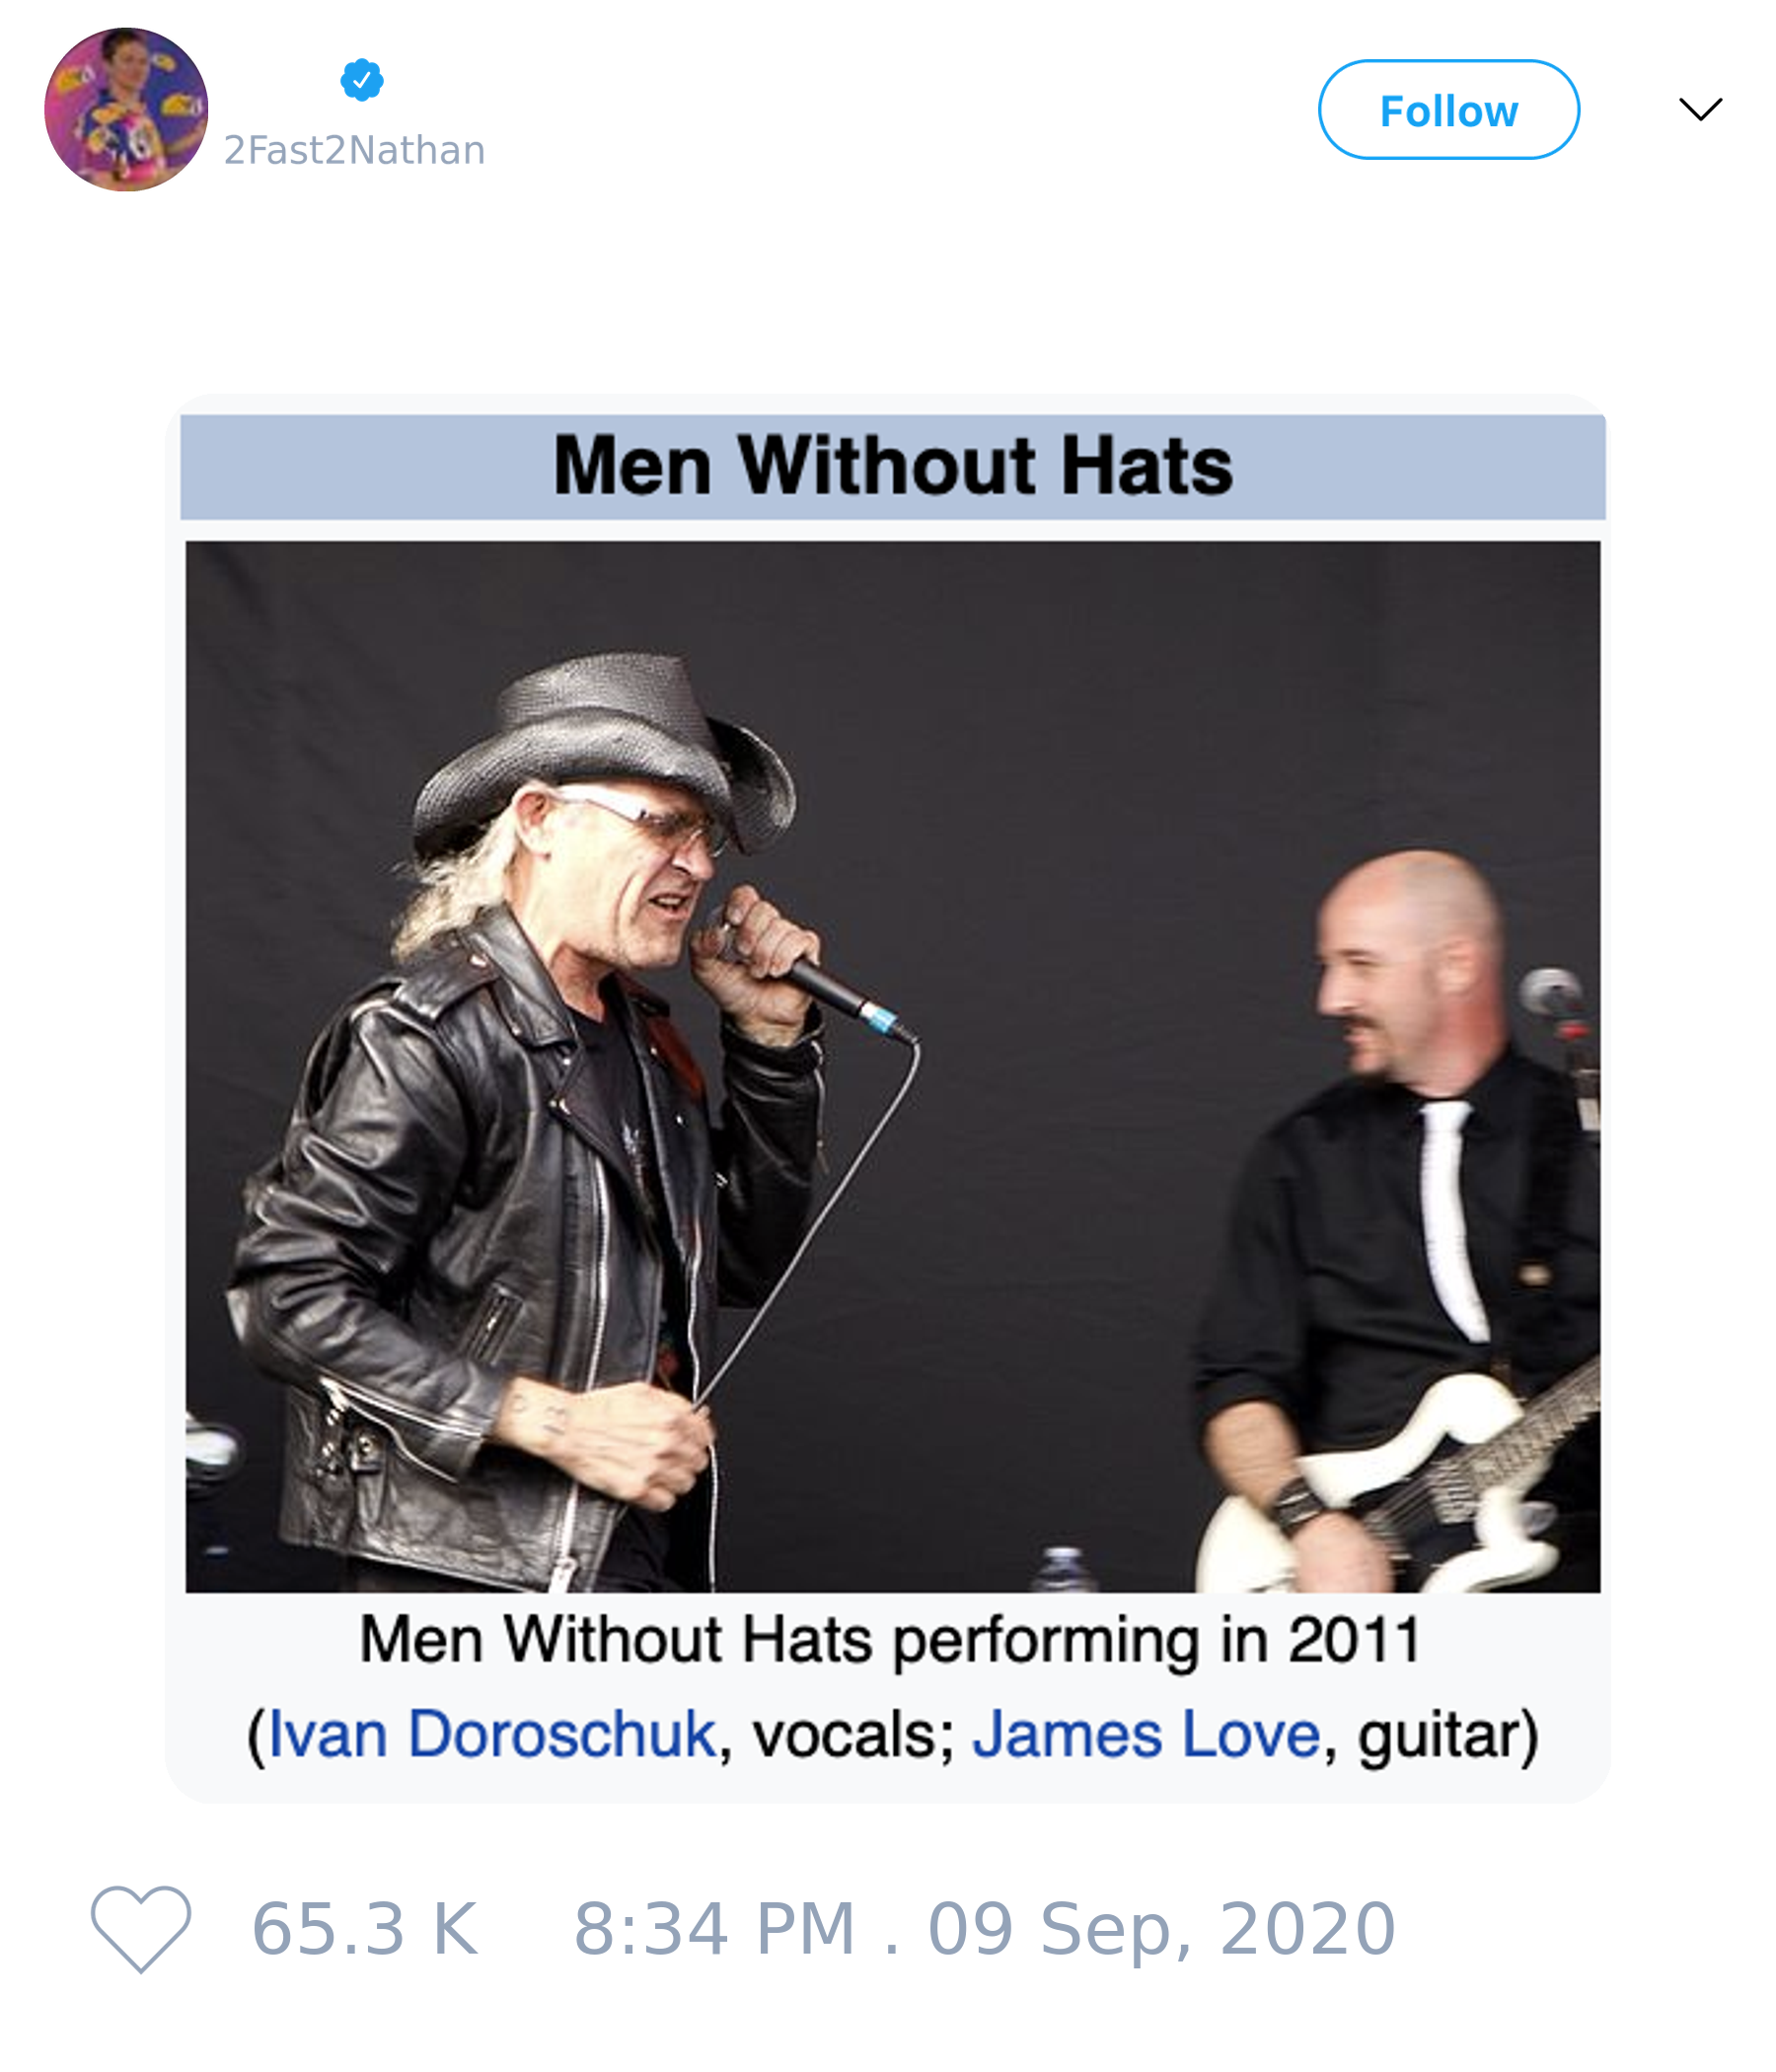 2Fast2Nathan
Follow
Men Without Hats
Men Without Hats performing in 2011
(Ivan Doroschuk, vocals; James Love, guitar)
65.3 K 8:34 PM . 09 Sep, 2020